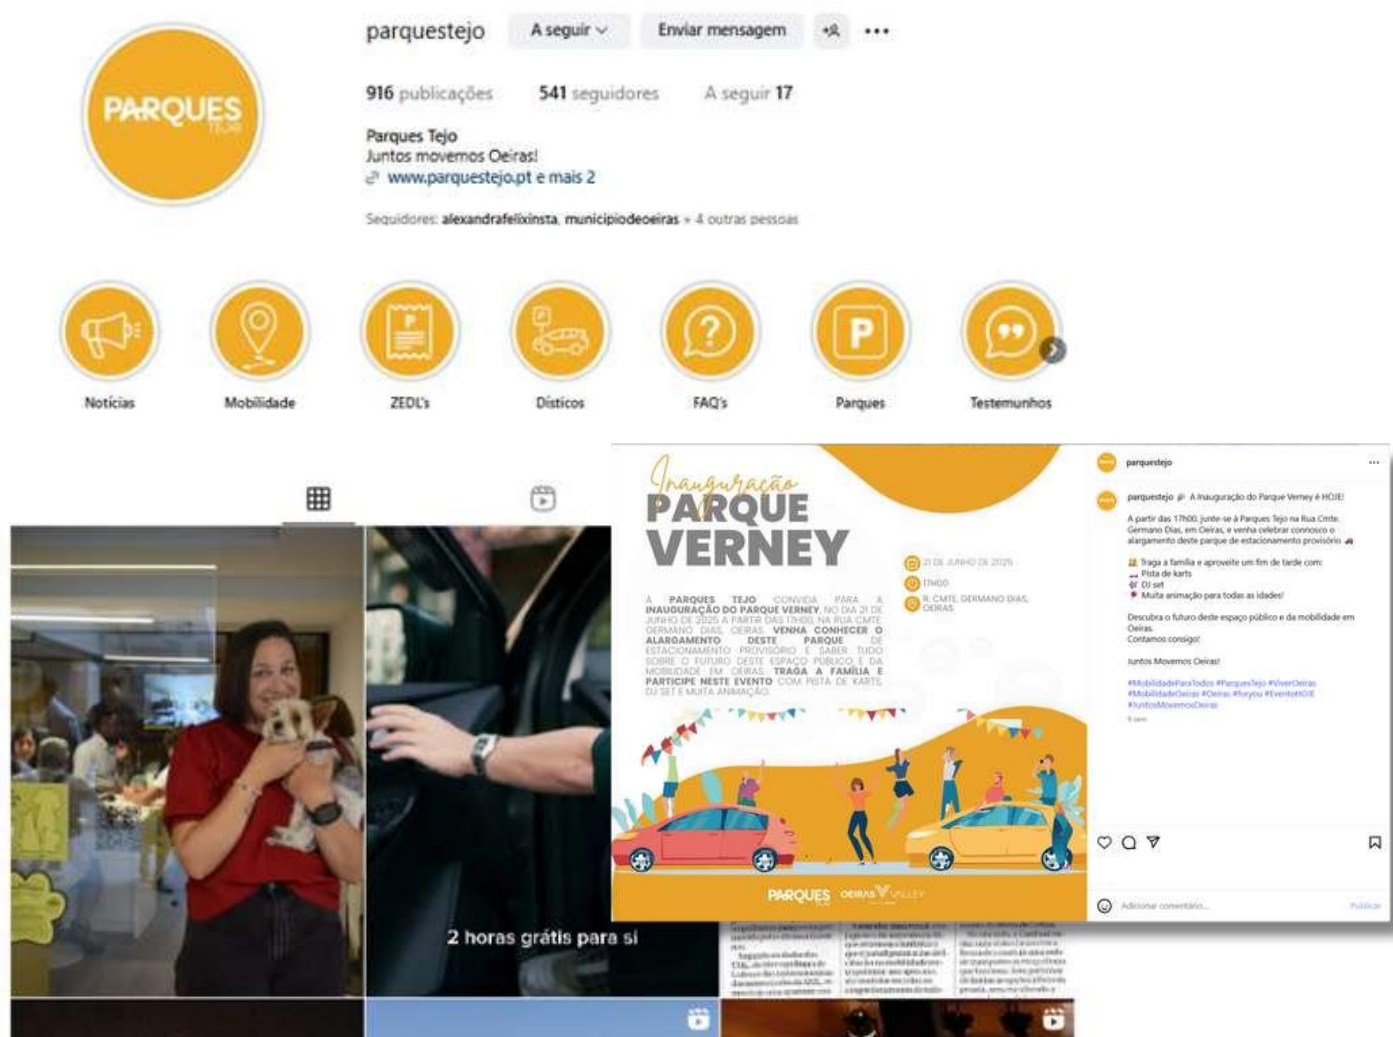 parquestejo
A seguir
Enviar mensagem
916 publicações
541 seguidores
A seguir 17
Parques Tejo
Juntos movemos Oeiras!
www.parquestejo.pt e mais 2
Seguidores: alexandrafelixinsta, municipiodeoeiras + 4 outras pessoas
PARQUES
TEJO
Notícias
Mobilidade
ZEDL's
Dísticos
FAQ's
Parques
Testemunhos
2 horas grátis para si
Inauguração
PARQUE
VERNEY
21 DE JUNHO DE 2025
17H00
R. CMTE. GERMANO DIAS,
OEIRAS
A PARQUES TEJO CONVIDA PARA A
INAUGURAÇÃO DO PARQUE VERNEY, NO DIA 21 DE
JUNHO DE 2025 A PARTIR DAS 17H00, NA RUA CMTE.
GERMANO DIAS, OEIRAS. VENHA CONHECER O
ALARGAMENTO DESTE PARQUE DE
ESTACIONAMENTO PROVISÓRIO E SABER TUDO
SOBRE O FUTURO DESTE ESPAÇO PÚBLICO E DA
MOBILIDADE EM OEIRAS. TRAGA A FAMÍLIA E
PARTICIPE NESTE EVENTO COM PISTA DE KARTS,
DJ SET E MUITA ANIMAÇÃO.
PARQUES
TEJO
OEIRAS VALLEY
parquestejo
parquestejo 🎉 A Inauguração do Parque Verney é HOJE!
A partir das 17h00, junte-se à Parques Tejo na Rua Cmte.
Germano Dias, em Oeiras, e venha celebrar connosco o
alargamento deste parque de estacionamento provisório
Traga a família e aproveite um fim de tarde com:
Pista de karts
DJ set
Muita animação para todas as idades!
Descubra o futuro deste espaço público e da mobilidade em
Oeiras.
Contamos consigo!
Juntos Movemos Oeiras!
#MobilidadeParaTodos #ParquesTejo #ViverOeiras
#MobilidadeOeiras #Oeiras #foryou #EventoHOJE
#JuntosMovemosOeiras
9 sem
Adicionar comentário...
Publicar